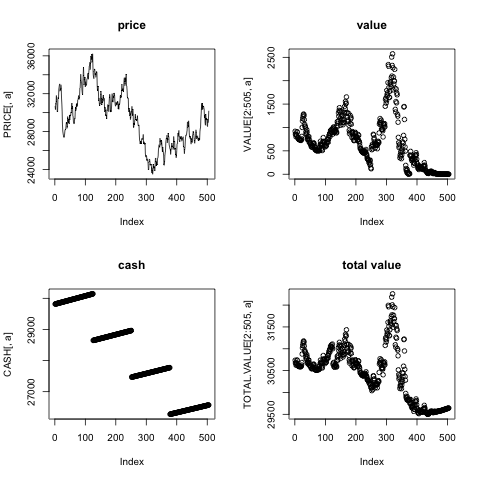 price
PRICE[, a]
24000 28000 32000 36000
0 100 200 300 400 500
Index
value
VALUE[2:505, a]
0 500 1500 2500
0 100 200 300 400 500
Index
cash
CASH[, a]
27000 29000
0 100 200 300 400 500
Index
total value
TOTAL.VALUE[2:505, a]
29500 30500 31500
0 100 200 300 400 500
Index